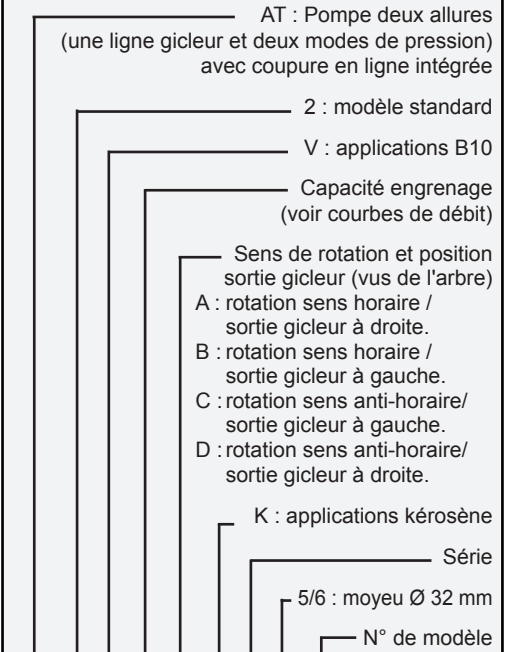 AT : Pompe deux allures
(une ligne gicleur et deux modes de pression)
avec coupure en ligne intégrée
2 : modèle standard
V : applications B10
Capacité engrenage
(voir courbes de débit)
Sens de rotation et position
sortie gicleur (vus de l'arbre)
A : rotation sens horaire /
sortie gicleur à droite.
B : rotation sens horaire /
sortie gicleur à gauche.
C : rotation sens anti-horaire/
sortie gicleur à gauche.
D : rotation sens anti-horaire/
sortie gicleur à droite.
K : applications kérosène
Série
5/6 : moyeu Ø 32 mm
N° de modèle